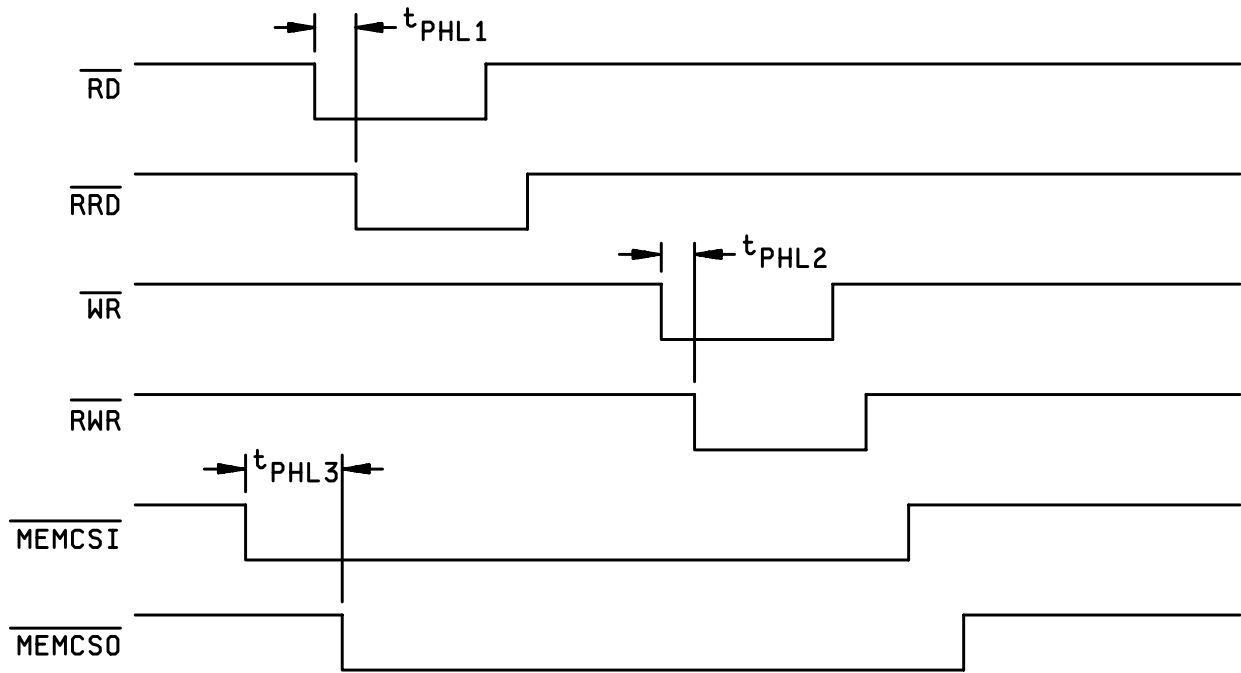 tPHL1
RD
RRD
tPHL2
WR
RWR
tPHL3
MEMCSI
MEMCSO